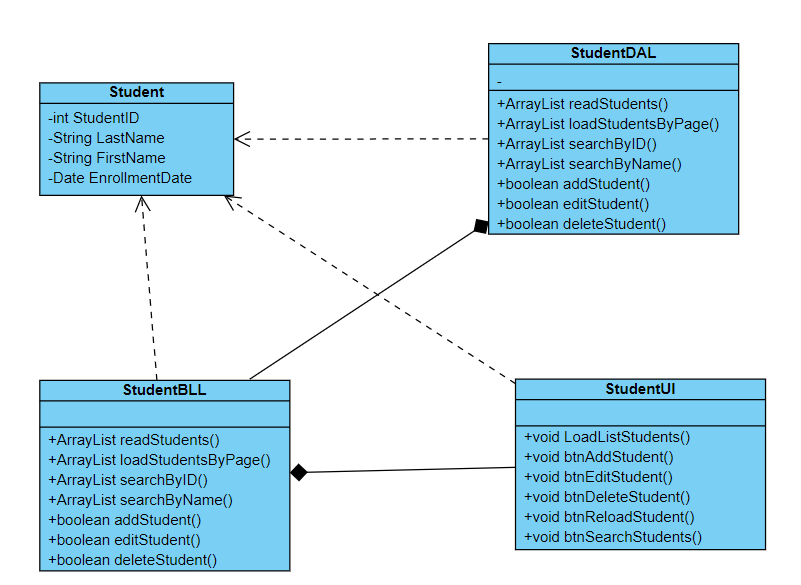 Student
-int StudentID
-String LastName
-String FirstName
-Date EnrollmentDate
StudentDAL
-
+ArrayList readStudents()
+ArrayList loadStudentsByPage()
+ArrayList searchByID()
+ArrayList searchByName()
+boolean addStudent()
+boolean editStudent()
+boolean deleteStudent()
StudentBLL
+ArrayList readStudents()
+ArrayList loadStudentsByPage()
+ArrayList searchByID()
+ArrayList searchByName()
+boolean addStudent()
+boolean editStudent()
+boolean deleteStudent()
StudentUI
+void LoadListStudents()
+void btnAddStudent()
+void btnEditStudent()
+void btnDeleteStudent()
+void btnReloadStudent()
+void btnSearchStudents()